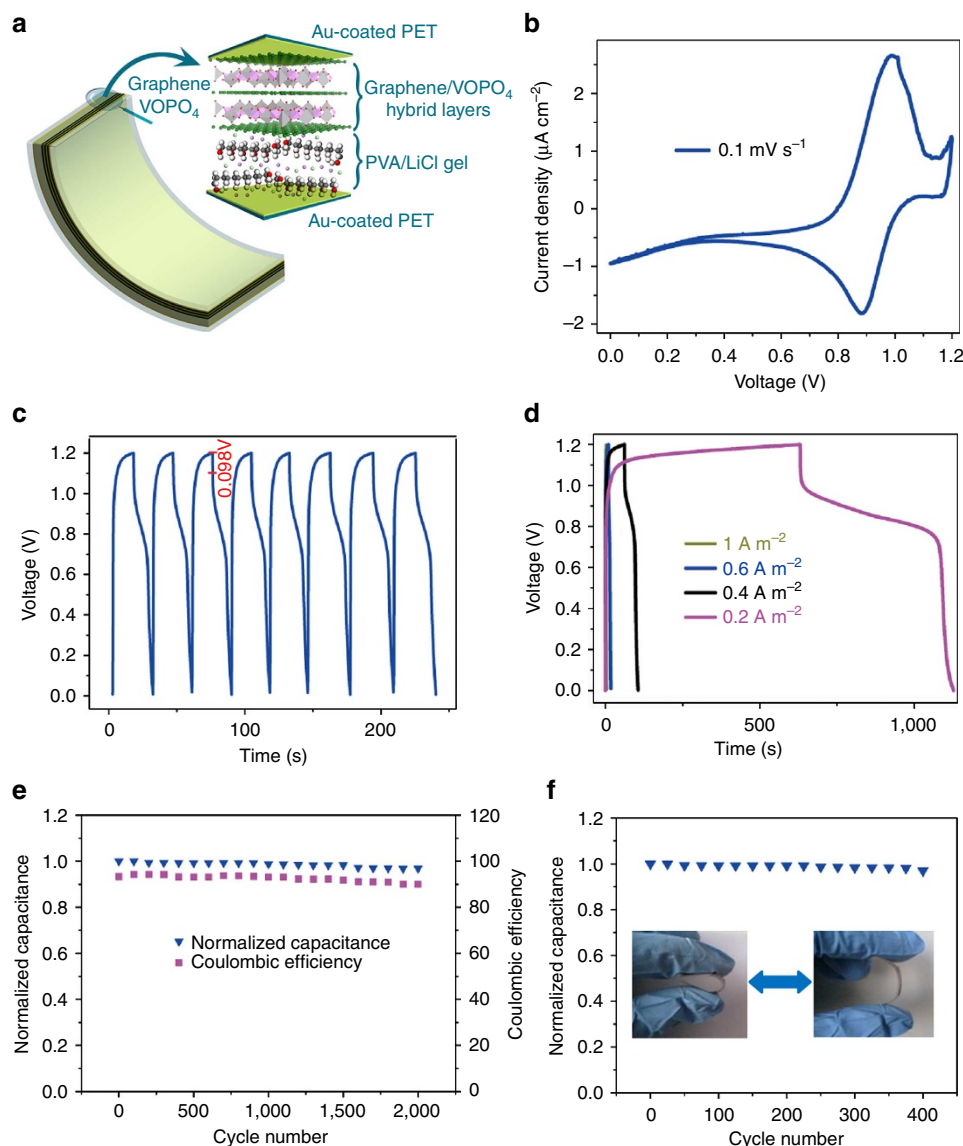 a
Au-coated PET
Graphene
VOPO₄
Graphene/VOPO₄
hybrid layers
PVA/LiCl gel
Au-coated PET
b
Current density (μA cm⁻²)
2
1
0
−1
−2
0.1 mV s⁻¹
0.0 0.2 0.4 0.6 0.8 1.0 1.2
Voltage (V)
c
Voltage (V)
1.2
1.0
0.8
0.6
0.4
0.2
0.0
0.098V
0 100 200
Time (s)
d
Voltage (V)
1.2
1.0
0.8
0.6
0.4
0.2
0.0
1 A m⁻²
0.6 A m⁻²
0.4 A m⁻²
0.2 A m⁻²
0 500 1,000
Time (s)
e
Normalized capacitance
1.2
1.0
0.8
0.6
0.4
0.2
0.0
Normalized capacitance
Coulombic efficiency
120
100
80
60
40
20
0
Coulombic efficiency
0 500 1,000 1,500 2,000
Cycle number
f
Normalized capacitance
1.2
1.0
0.8
0.6
0.4
0.2
0.0
0 100 200 300 400
Cycle number